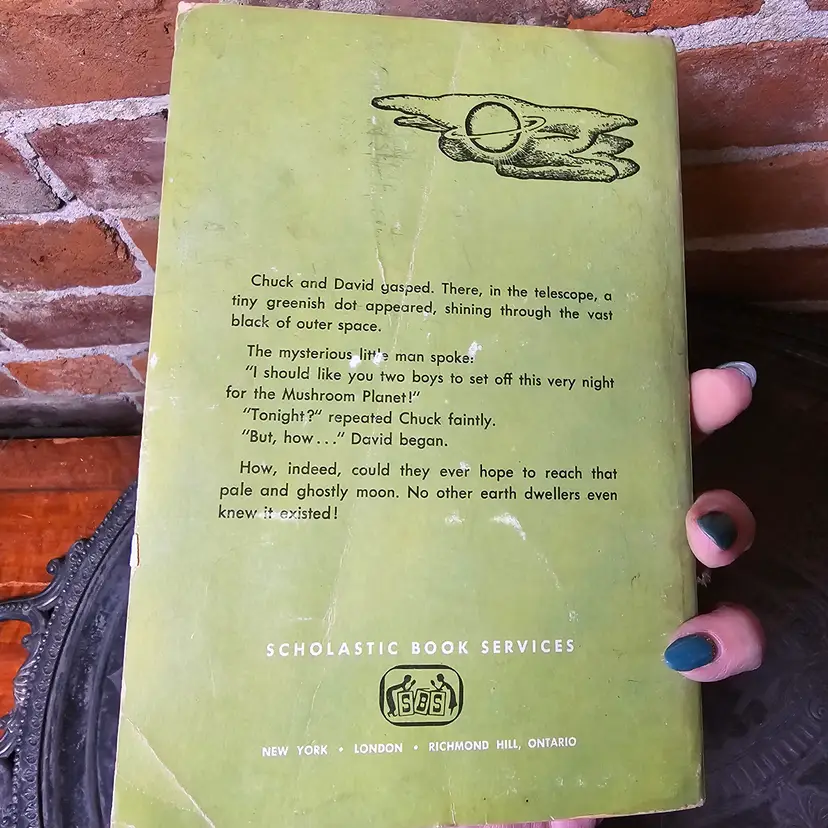 Chuck and David gasped. There, in the telescope, a
tiny greenish dot appeared, shining through the vast
black of outer space.
The mysterious little man spoke:
"I should like you two boys to set off this very night
for the Mushroom Planet!"
"Tonight?" repeated Chuck faintly.
"But, how..." David began.
How, indeed, could they ever hope to reach that
pale and ghostly moon. No other earth dwellers even
knew it existed!
SCHOLASTIC BOOK SERVICES
SBS
NEW YORK • LONDON • RICHMOND HILL, ONTARIO